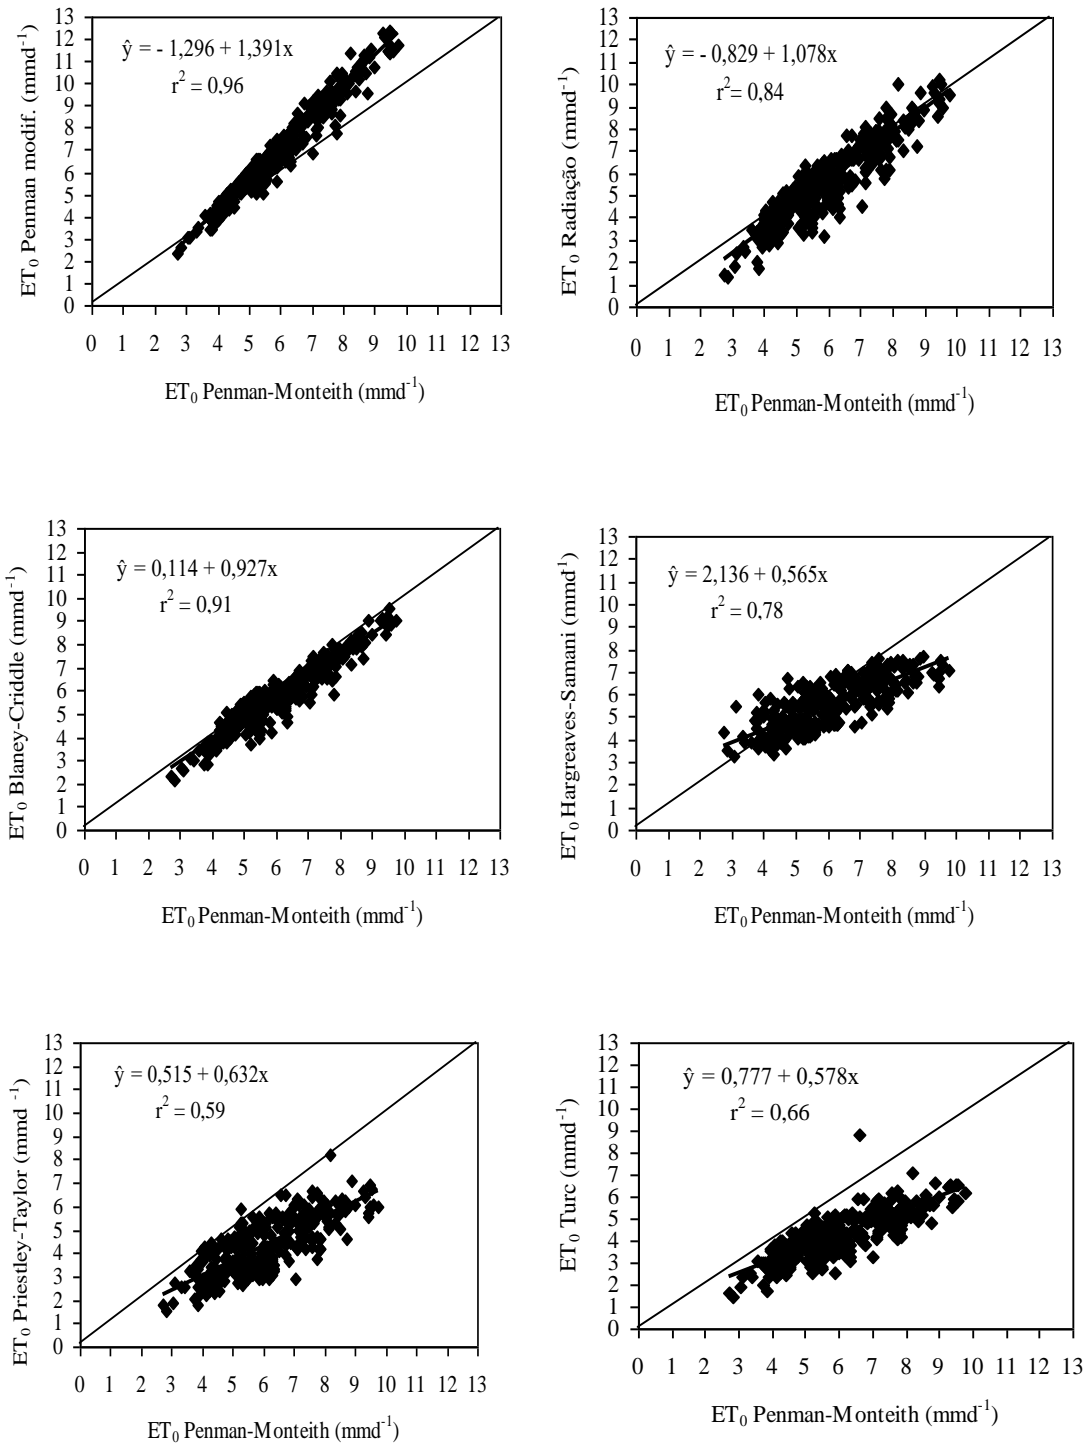 ŷ = - 1,296 + 1,391x
r² = 0,96
ET₀ Penman modif. (mmd⁻¹)
13
12
11
10
9
8
7
6
5
4
3
2
1
0
0 1 2 3 4 5 6 7 8 9 10 11 12 13
ET₀ Penman-Monteith (mmd⁻¹)
ŷ = - 0,829 + 1,078x
r² = 0,84
ET₀ Radiação (mmd⁻¹)
13
12
11
10
9
8
7
6
5
4
3
2
1
0
0 1 2 3 4 5 6 7 8 9 10 11 12 13
ET₀ Penman-Monteith (mmd⁻¹)
ŷ = 0,114 + 0,927x
r² = 0,91
ET₀ Blaney-Criddle (mmd⁻¹)
13
12
11
10
9
8
7
6
5
4
3
2
1
0
0 1 2 3 4 5 6 7 8 9 10 11 12 13
ET₀ Penman-Monteith (mmd⁻¹)
ŷ = 2,136 + 0,565x
r² = 0,78
ET₀ Hargreaves-Samani (mmd⁻¹)
13
12
11
10
9
8
7
6
5
4
3
2
1
0
0 1 2 3 4 5 6 7 8 9 10 11 12 13
ET₀ Penman-Monteith (mmd⁻¹)
ŷ = 0,515 + 0,632x
r² = 0,59
ET₀ Priestley-Taylor (mmd ⁻¹)
13
12
11
10
9
8
7
6
5
4
3
2
1
0
0 1 2 3 4 5 6 7 8 9 10 11 12 13
ET₀ Penman-Monteith (mmd⁻¹)
ŷ = 0,777 + 0,578x
r² = 0,66
ET₀ Turc (mmd⁻¹)
13
12
11
10
9
8
7
6
5
4
3
2
1
0
0 1 2 3 4 5 6 7 8 9 10 11 12 13
ET₀ Penman-Monteith (mmd⁻¹)